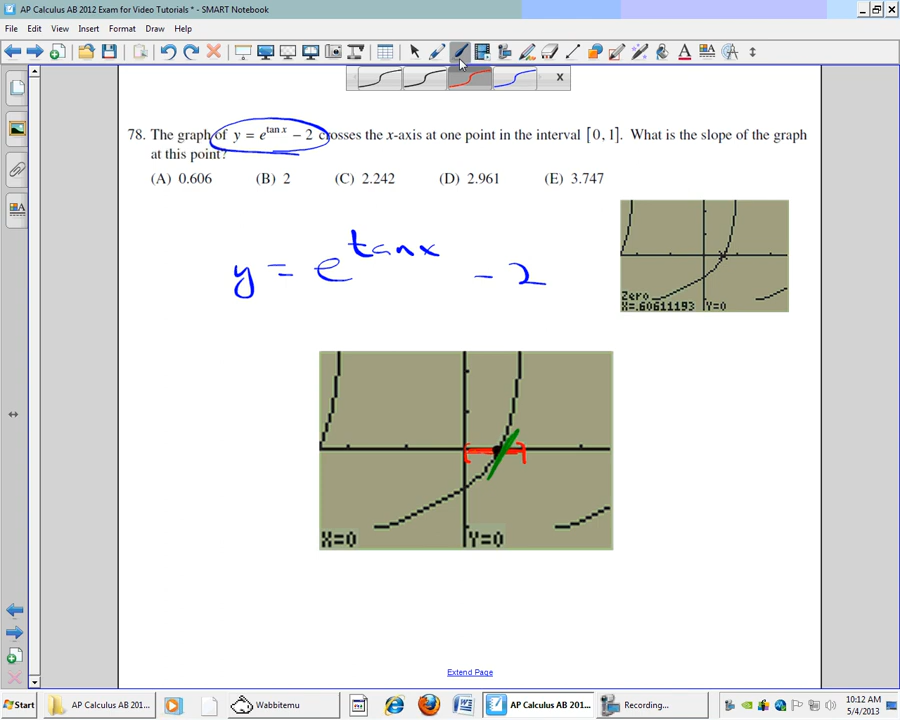 AP Calculus AB 2012 Exam for Video Tutorials * - SMART Notebook
File Edit View Insert Format Draw Help
x
78. The graph of y = e^tan x − 2 crosses the x-axis at one point in the interval [0, 1]. What is the slope of the graph
at this point?
(A) 0.606 (B) 2 (C) 2.242 (D) 2.961 (E) 3.747
y = e^tanx - 2
Zero
X=.60611193 Y=0
X=0 Y=0
Extend Page
Start AP Calculus AB 201... Wabbitemu AP Calculus AB 201... Recording... 10:12 AM
5/4/2013